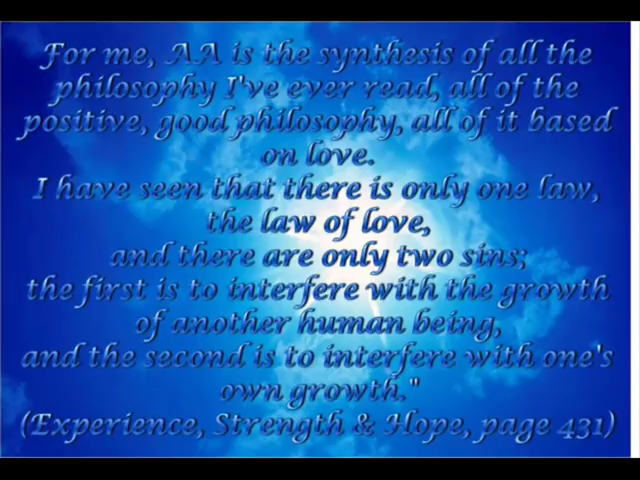 For me, AA is the synthesis of all the
philosophy I've ever read, all of the
positive, good philosophy, all of it based
on love.
I have seen that there is only one law,
the law of love,
and there are only two sins;
the first is to interfere with the growth
of another human being,
and the second is to interfere with one's
own growth."
(Experience, Strength & Hope, page 431)